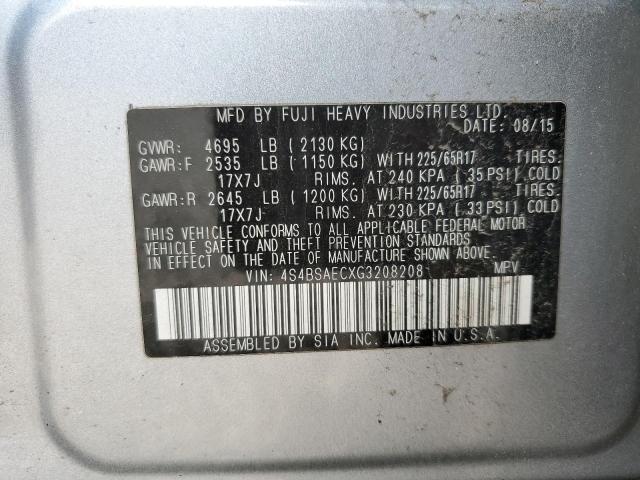 MFD BY FUJI HEAVY INDUSTRIES LTD.
DATE: 08/15
GVWR: 4695 LB (2130 KG)
GAWR:F 2535 LB (1150 KG) WITH 225/65R17 TIRES.
17X7J RIMS. AT 240 KPA (35 PSI) COLD
GAWR:R 2645 LB (1200 KG) WITH 225/65R17 TIRES.
17X7J RIMS. AT 230 KPA (33 PSI) COLD
THIS VEHICLE CONFORMS TO ALL APPLICABLE FEDERAL MOTOR
VEHICLE SAFETY AND THEFT PREVENTION STANDARDS
IN EFFECT ON THE DATE OF MANUFACTURE SHOWN ABOVE.
VIN: 4S4BSAECXG3208208 MPV
ASSEMBLED BY SIA INC. MADE IN U.S.A.